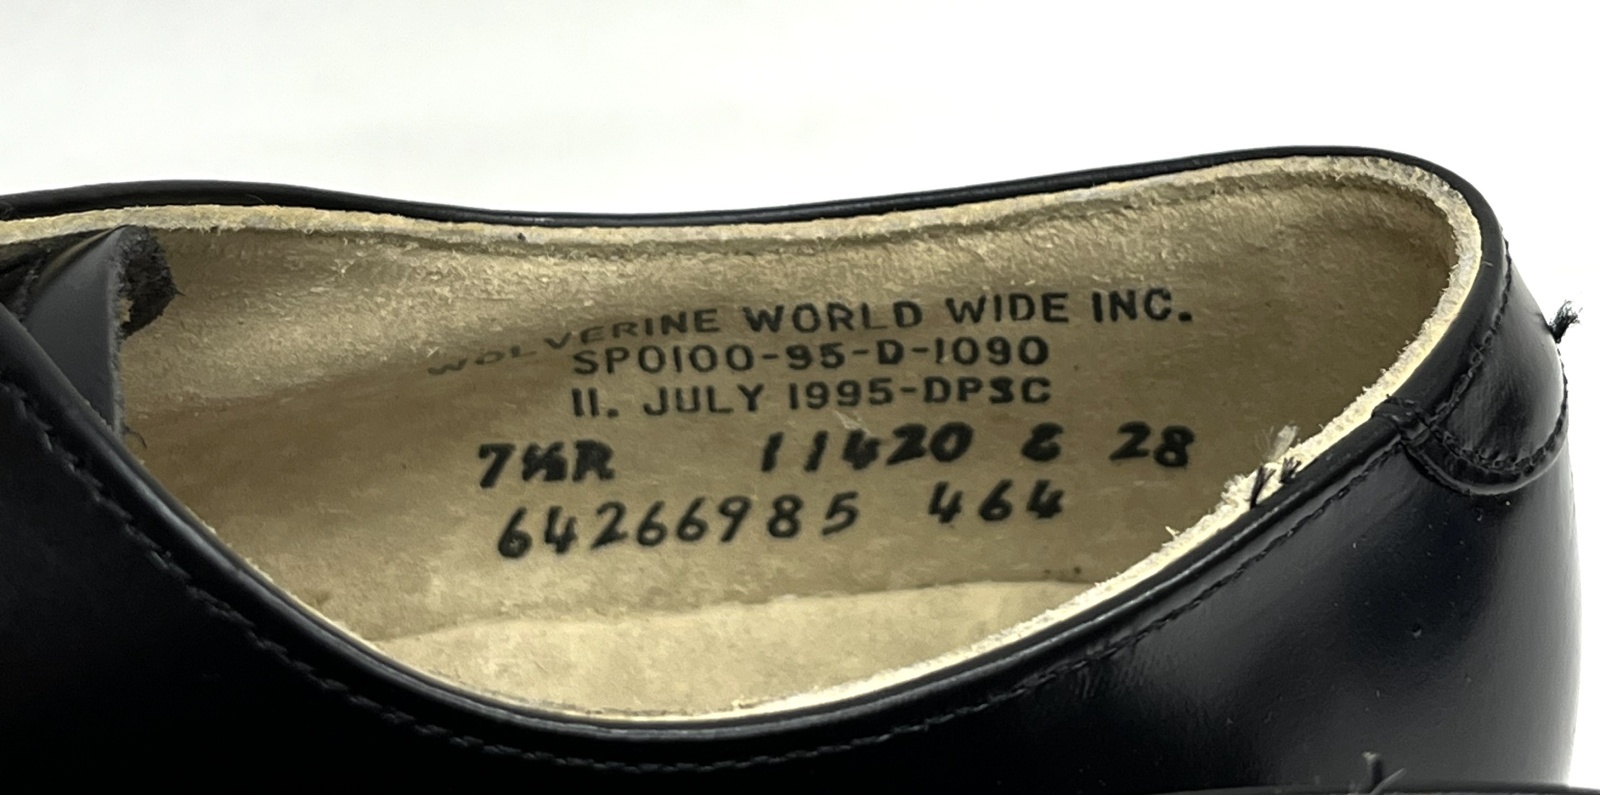 WOLVERINE WORLD WIDE INC.
SP0100-95-D-1090
11. JULY 1995-DPSC
7½R 11420 E 28
64266985 464